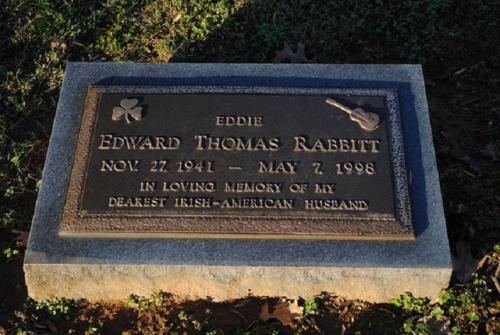 EDDIE
EDWARD THOMAS RABBITT
NOV. 27. 1941 – MAY 7. 1998
IN LOVING MEMORY OF MY
DEAREST IRISH-AMERICAN HUSBAND